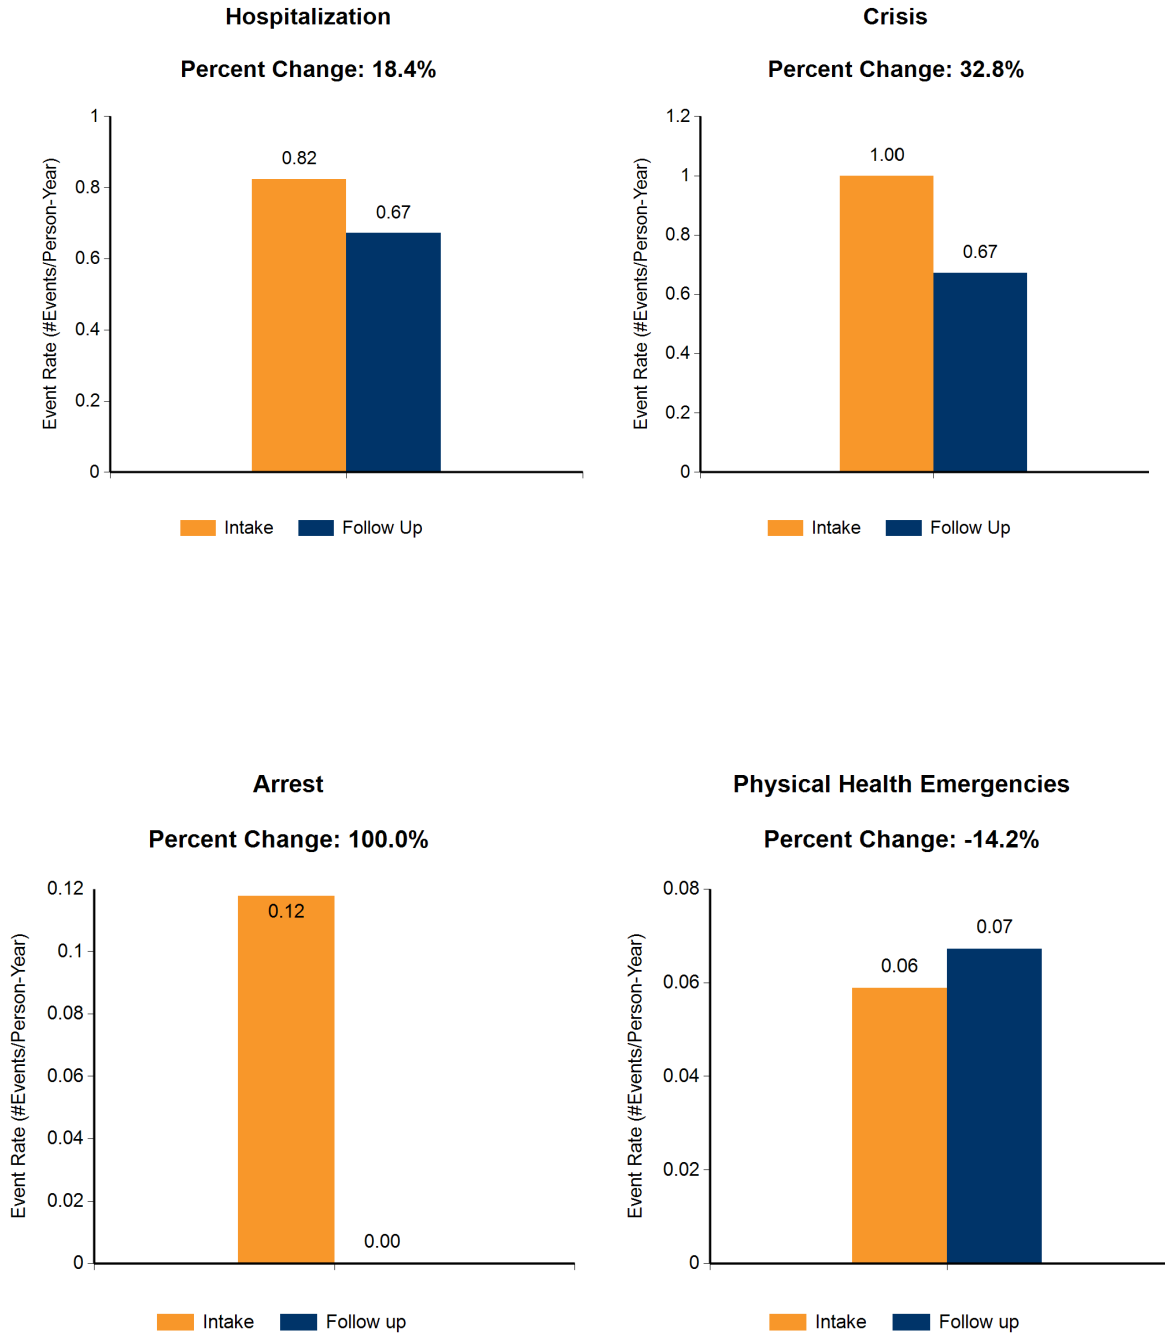 Hospitalization
Percent Change: 18.4%
Event Rate (#Events/Person-Year)
1
0.8
0.6
0.4
0.2
0
0.82
0.67
Intake
Follow Up
Crisis
Percent Change: 32.8%
Event Rate (#Events/Person-Year)
1.2
1
0.8
0.6
0.4
0.2
0
1.00
0.67
Intake
Follow Up
Arrest
Percent Change: 100.0%
Event Rate (#Events/Person-Year)
0.12
0.1
0.08
0.06
0.04
0.02
0
0.12
0.00
Intake
Follow up
Physical Health Emergencies
Percent Change: -14.2%
Event Rate (#Events/Person-Year)
0.08
0.06
0.04
0.02
0
0.06
0.07
Intake
Follow up